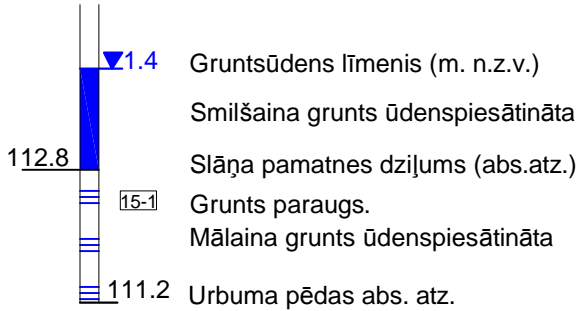 1.4 Gruntsūdens līmenis (m. n.z.v.)
Smilšaina grunts ūdenspiesātināta
112.8 Slāņa pamatnes dziļums (abs.atz.)
15-1 Grunts paraugs.
Mālaina grunts ūdenspiesātināta
111.2 Urbuma pēdas abs. atz.